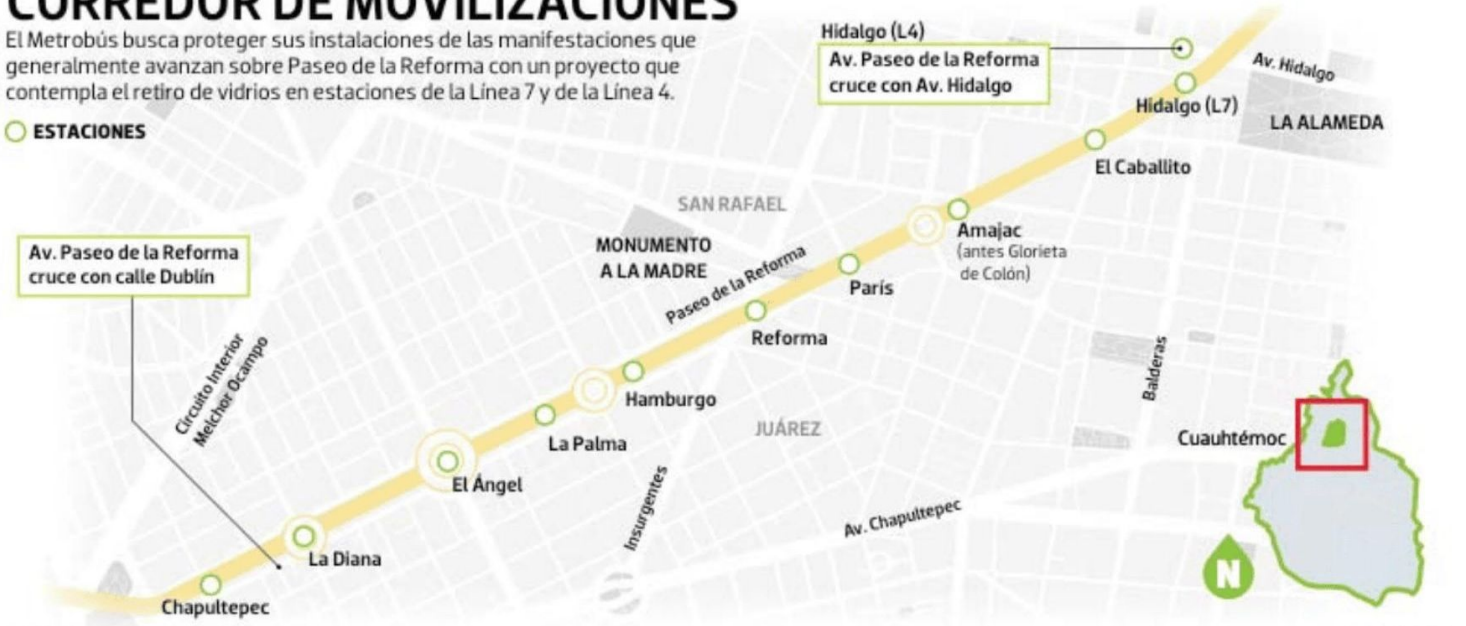 CORREDOR DE MOVILIZACIONES
El Metrobús busca proteger sus instalaciones de las manifestaciones que
generalmente avanzan sobre Paseo de la Reforma con un proyecto que
contempla el retiro de vidrios en estaciones de la Línea 7 y de la Línea 4.
ESTACIONES
Hidalgo (L4)
Av. Paseo de la Reforma
cruce con Av. Hidalgo
Av. Hidalgo
Hidalgo (L7)
LA ALAMEDA
El Caballito
SAN RAFAEL
MONUMENTO
A LA MADRE
Amajac
(antes Glorieta
de Colón)
Av. Paseo de la Reforma
cruce con calle Dublín
Paseo de la Reforma
París
Reforma
Circuito Interior
Melchor Ocampo
Balderas
Hamburgo
JUÁREZ
La Palma
Cuauhtémoc
El Ángel
Insurgentes
Av. Chapultepec
La Diana
N
Chapultepec